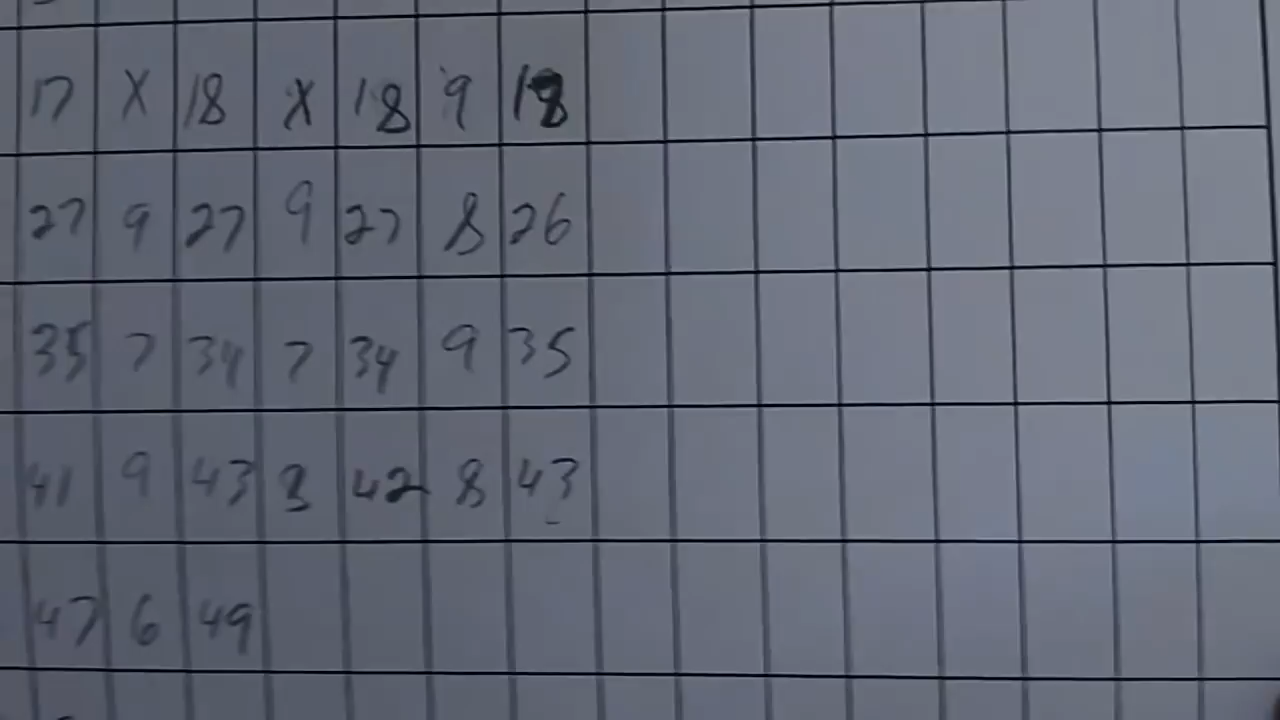 17 X 18 X 18 9 18
27 9 27 9 27 8 26
35 7 34 7 34 9 35
41 9 43 3 42 8 43
47 6 49